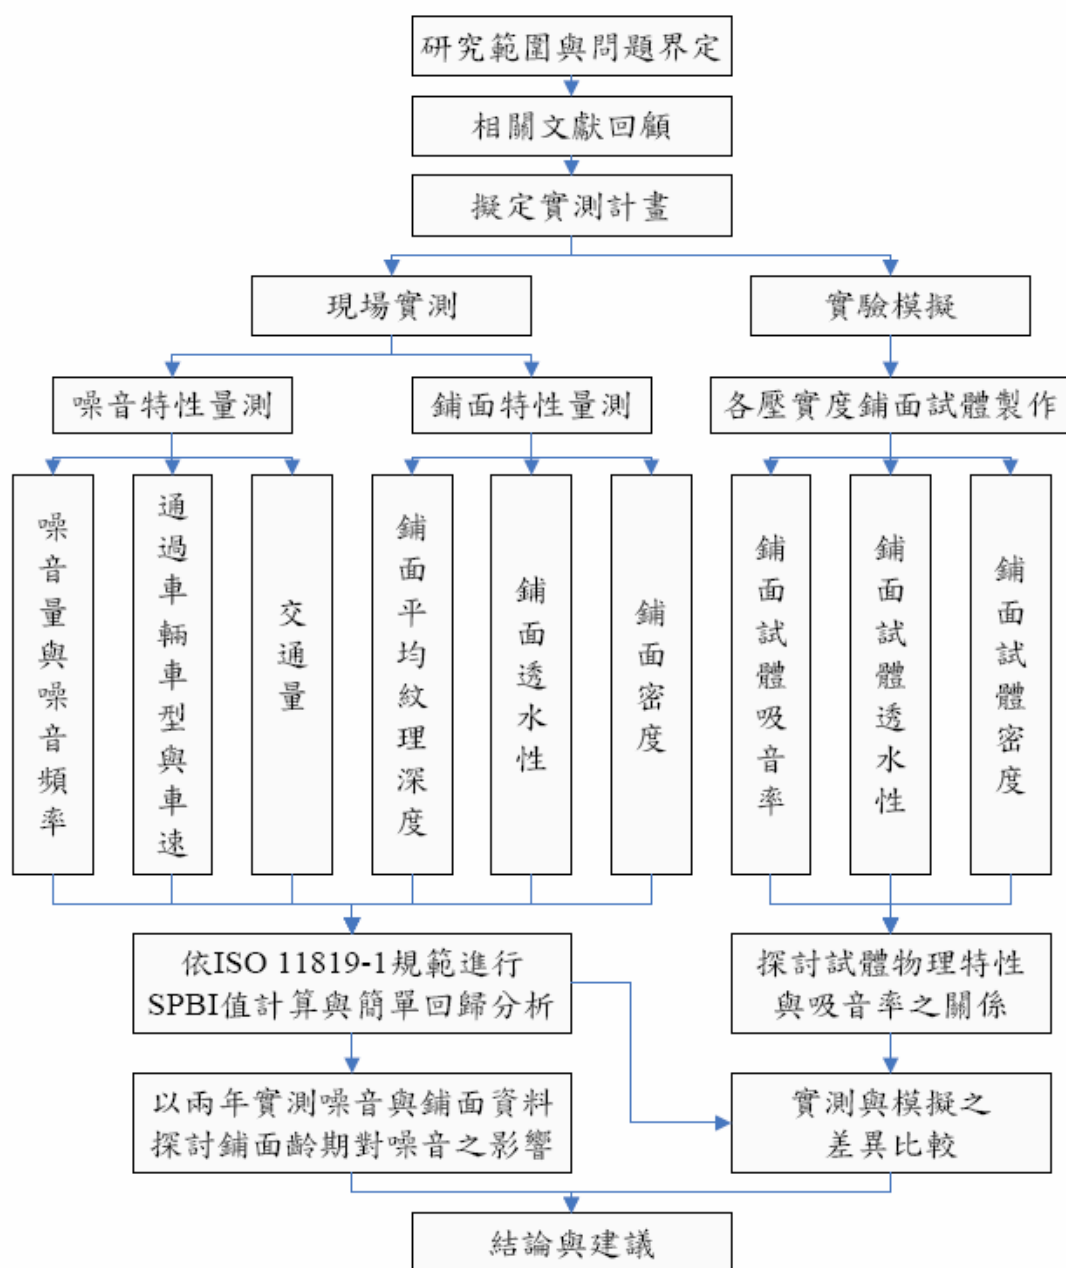 研究範圍與問題界定
相關文獻回顧
擬定實測計畫
現場實測
實驗模擬
噪音特性量測
鋪面特性量測
各壓實度鋪面試體製作
噪音量與噪音頻率
通過車輛車型與車速
交通量
鋪面平均紋理深度
鋪面透水性
鋪面密度
鋪面試體吸音率
鋪面試體透水性
鋪面試體密度
依ISO 11819-1規範進行
SPBI值計算與簡單回歸分析
探討試體物理特性
與吸音率之關係
以兩年實測噪音與鋪面資料
探討鋪面齡期對噪音之影響
實測與模擬之
差異比較
結論與建議